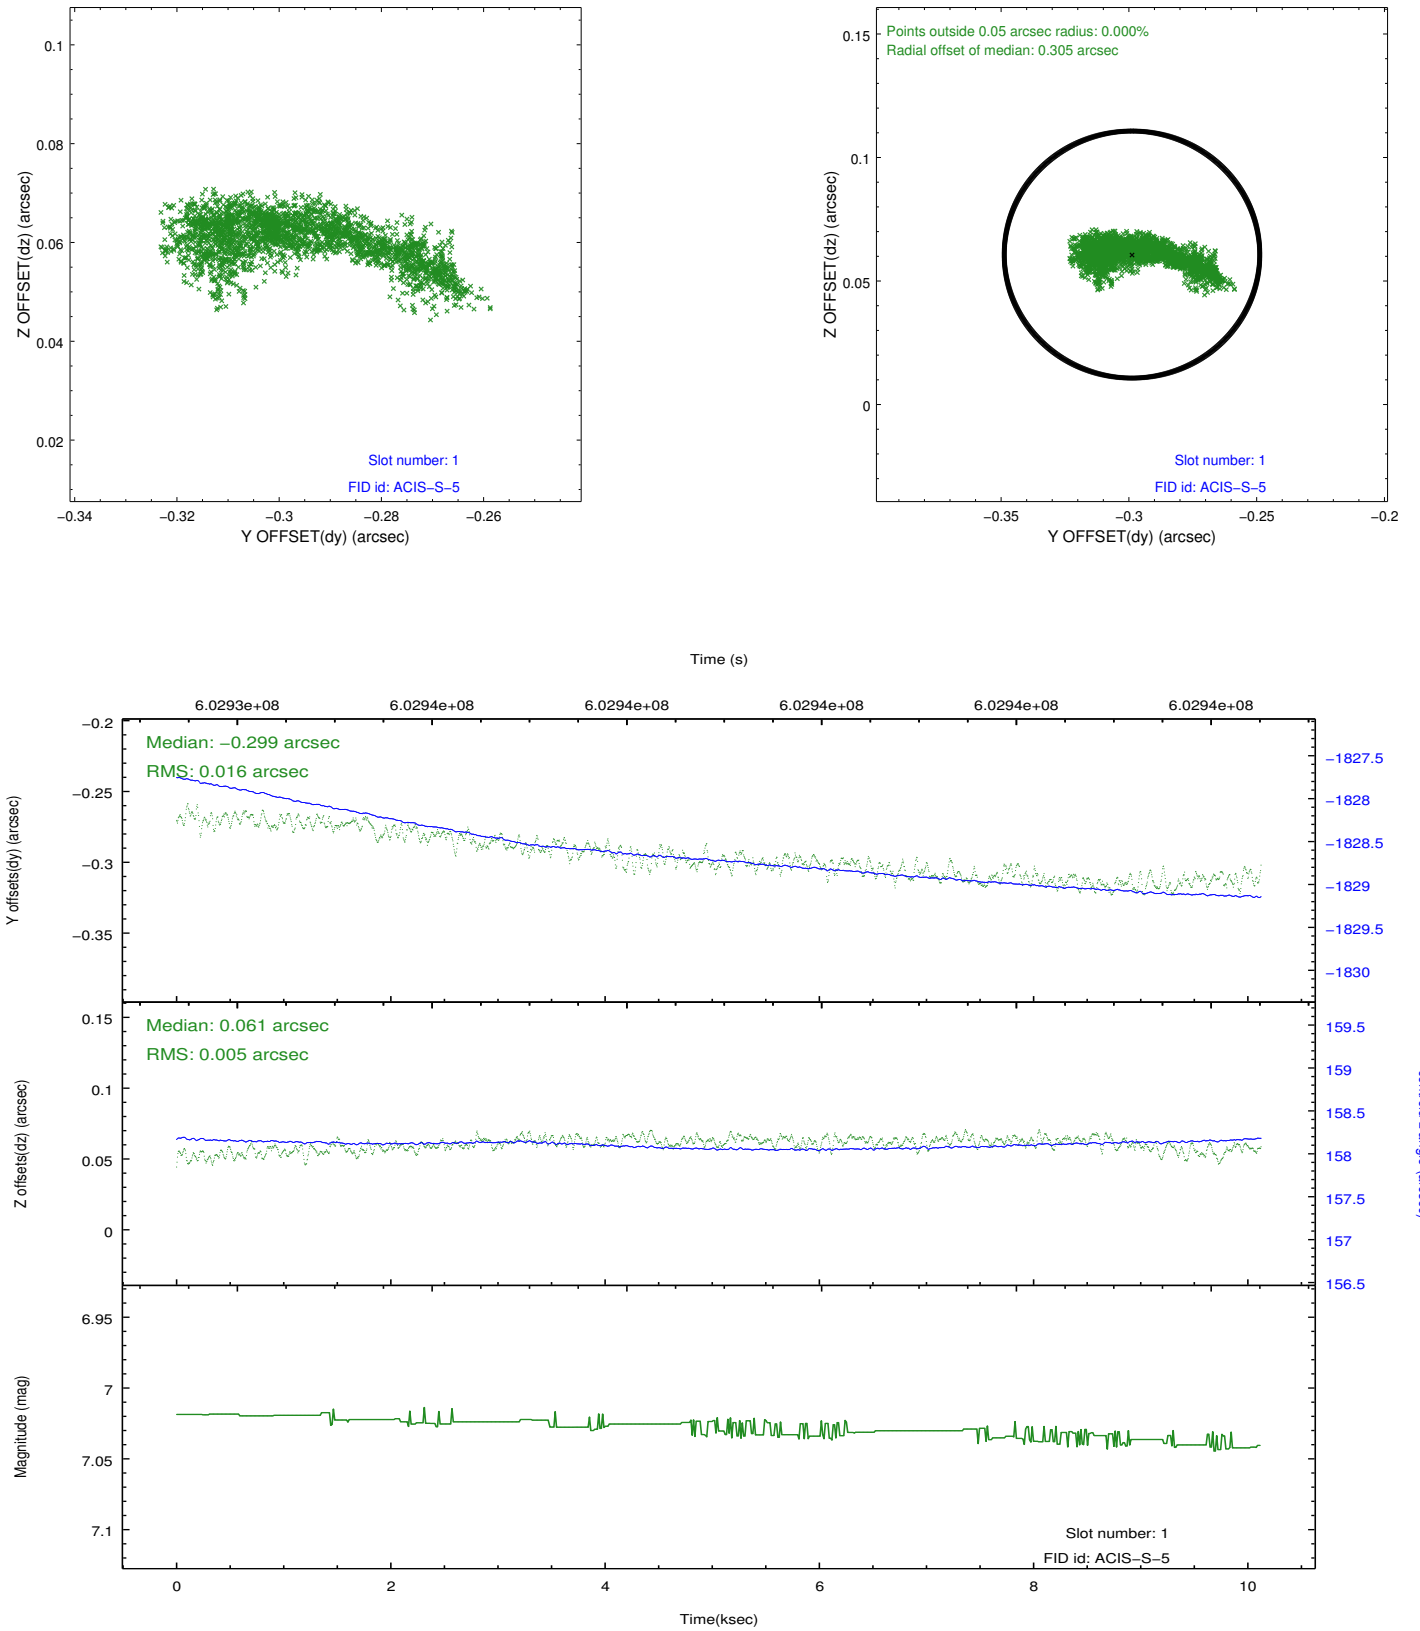 0.1
0.08
0.06
0.04
0.02
Z OFFSET(dz) (arcsec)
Slot number: 1
FID id: ACIS−S−5
−0.34 −0.32 −0.3 −0.28 −0.26
Y OFFSET(dy) (arcsec)
Points outside 0.05 arcsec radius: 0.000%
Radial offset of median: 0.305 arcsec
0.15
0.1
0.05
0
Z OFFSET(dz) (arcsec)
Slot number: 1
FID id: ACIS−S−5
−0.35 −0.3 −0.25 −0.2
Y OFFSET(dy) (arcsec)
Time (s)
6.0293e+08 6.0294e+08 6.0294e+08 6.0294e+08 6.0294e+08 6.0294e+08
Median: −0.299 arcsec
RMS: 0.016 arcsec
−0.2
−0.25
−0.3
−0.35
Y offsets(dy) (arcsec)
−1827.5
−1828
−1828.5
−1829
−1829.5
−1830
Median: 0.061 arcsec
RMS: 0.005 arcsec
0.15
0.1
0.05
0
Z offsets(dz) (arcsec)
159.5
159
158.5
158
157.5
157
156.5
6.95
7
7.05
7.1
Magnitude (mag)
Slot number: 1
FID id: ACIS−S−5
0 2 4 6 8 10
Time(ksec)